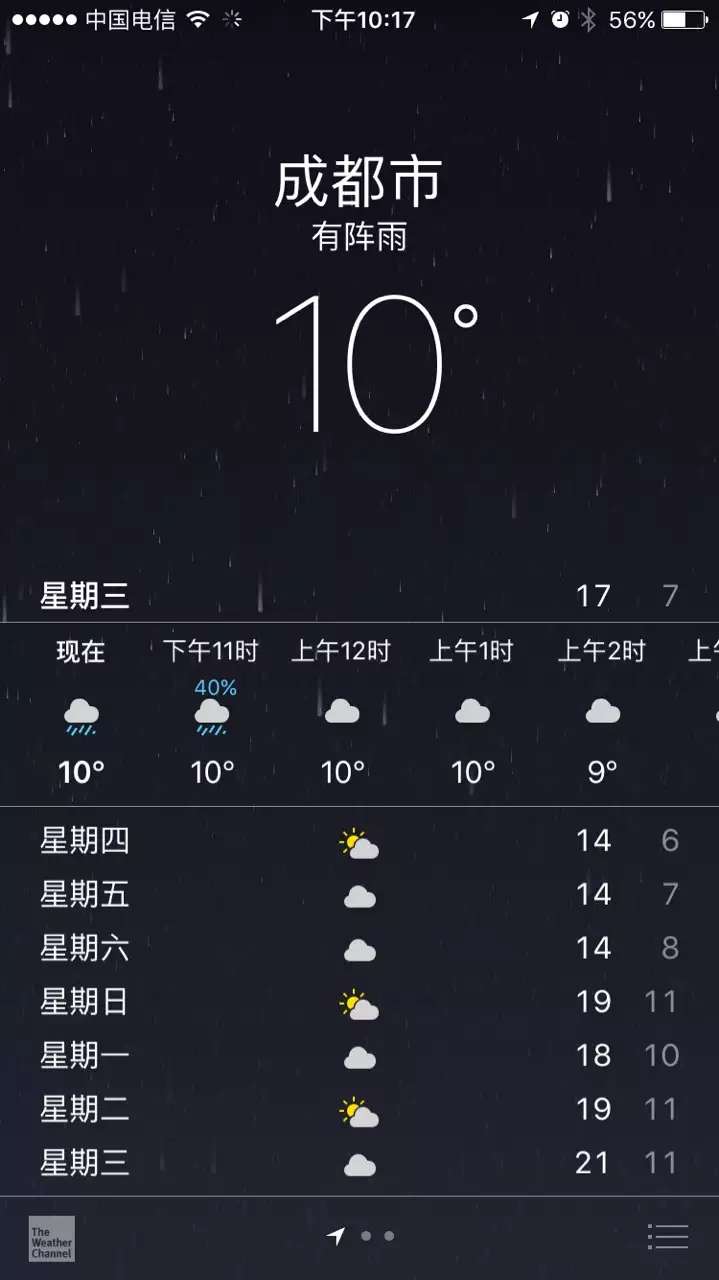 中国电信 下午10:17 56%
成都市
有阵雨
10°
星期三 17 7
现在 下午11时 上午12时 上午1时 上午2时 上午
40%
10° 10° 10° 10° 9°
星期四 14 6
星期五 14 7
星期六 14 8
星期日 19 11
星期一 18 10
星期二 19 11
星期三 21 11
The
Weather
Channel